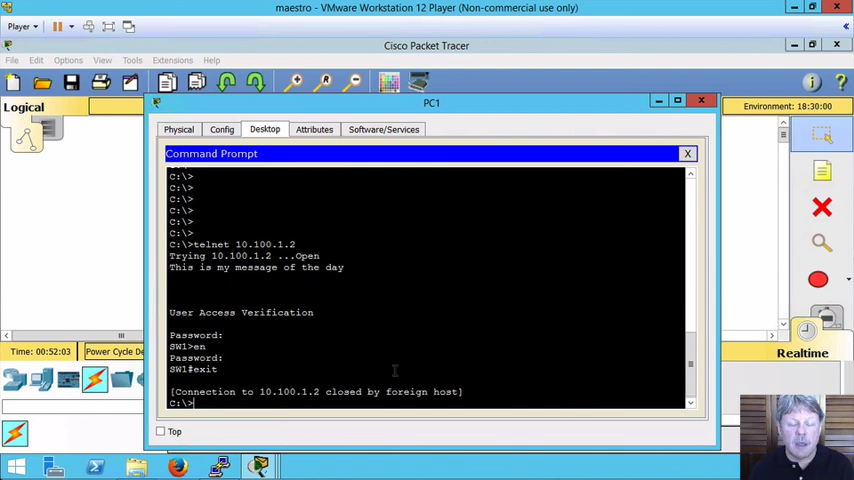 maestro - VMware Workstation 12 Player (Non-commercial use only)
Player
Cisco Packet Tracer
File Edit Options View Tools Extensions Help
Logical
PC1
Environment: 18:30:00
Physical Config Desktop Attributes Software/Services
Command Prompt
X
C:\>
C:\>
C:\>
C:\>
C:\>
C:\>
C:\>telnet 10.100.1.2
Trying 10.100.1.2 ...Open
This is my message of the day
User Access Verification
Password:
SW1>en
Password:
SW1#exit
[Connection to 10.100.1.2 closed by foreign host]
C:\>
Time: 00:52:03
Power Cycle De
Realtime
Top